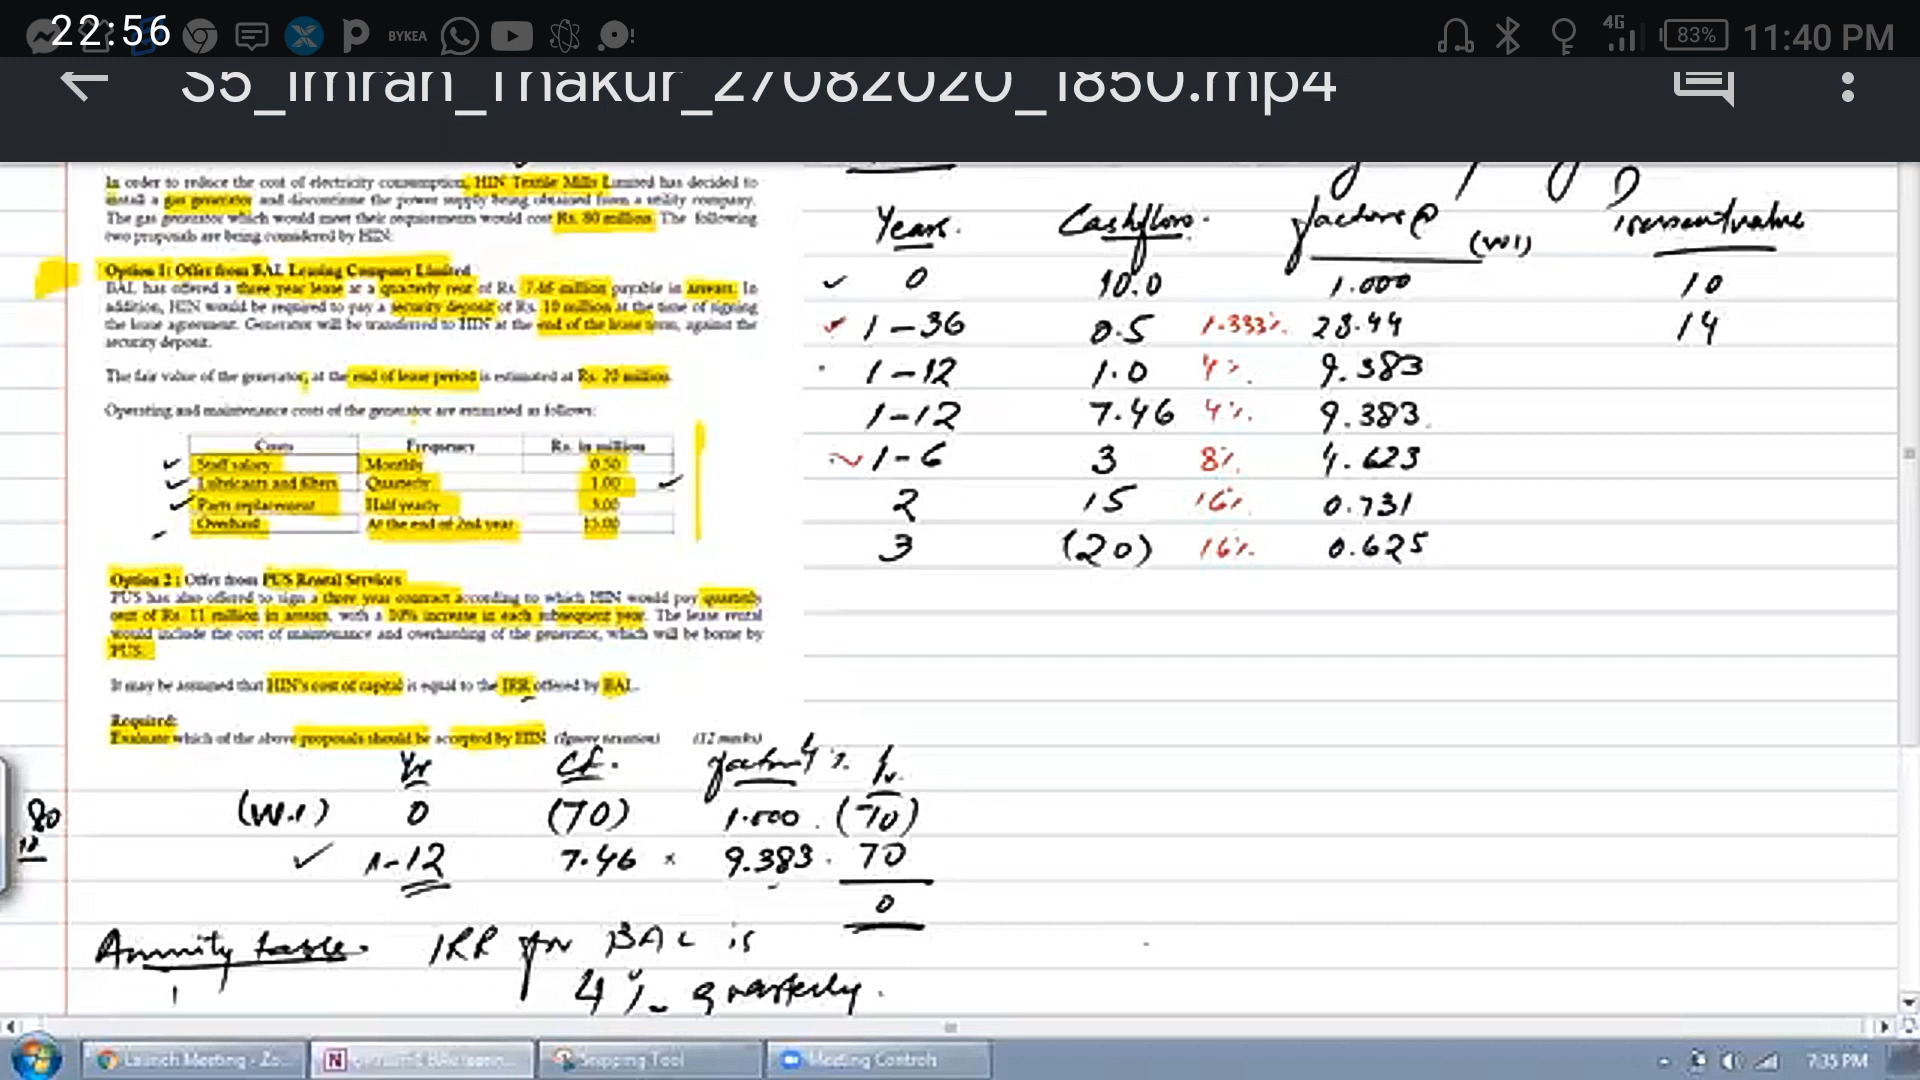 22:56
BYKEA
4G
83%
11:40 PM
S5_Imran_Thakur_27082020_1850.mp4
In order to reduce the cost of electricity consumption, HIN Textile Mills Limited has decided to
install a gas generator and discontinue the power supply being obtained from a utility company.
The gas generator which would meet their requirements would cost Rs. 80 million. The following
two proposals are being considered by HIN:
Option 1: Offer from BAL Leasing Company Limited
BAL has offered a three year lease at a quarterly rent of Rs. 7.46 million payable in arrears. In
addition, HIN would be required to pay a security deposit of Rs. 10 million at the time of signing
the lease agreement. Generator will be transferred to HIN at the end of the lease term, against the
security deposit.
The fair value of the generator, at the end of lease period is estimated at Rs. 20 million.
Operating and maintenance costs of the generator are estimated as follows:
Costs Frequency Rs. in million
Staff salary Monthly 0.50
Lubricants and filters Quarterly 1.00
Parts replacement Half yearly 3.00
Overhaul At the end of 2nd year 15.00
Option 2 : Offer from PUS Rental Services
PUS has also offered to sign a three year contract according to which HIN would pay quarterly
rent of Rs. 11 million in arrears, with a 10% increase in each subsequent year. The lease rental
would include the cost of maintenance and overhauling of the generator, which will be borne by
PUS.
It may be assumed that HIN's cost of capital is equal to the IRR offered by BAL.
Required:
Evaluate which of the above proposals should be accepted by HIN. (Ignore taxation) (12 marks)
Years. Cashflow. factors@ (W1) present value
0 10.0 1.000 10
1-36 0.5 1.333%. 28.44 14
1-12 1.0 4%. 9.383
1-12 7.46 4%. 9.383
1-6 3 8%. 4.623
2 15 16%. 0.731
3 (20) 16%. 0.625
Yr CF. factor 4%.
80
10
(W.1) 0 (70) 1.000 (70)
1-12 7.46 × 9.383 70
0
Annuity table. IRR for BAL is
4% quarterly.
Launch Meeting - Zo...
Snipping Tool
Meeting Controls
7:35 PM